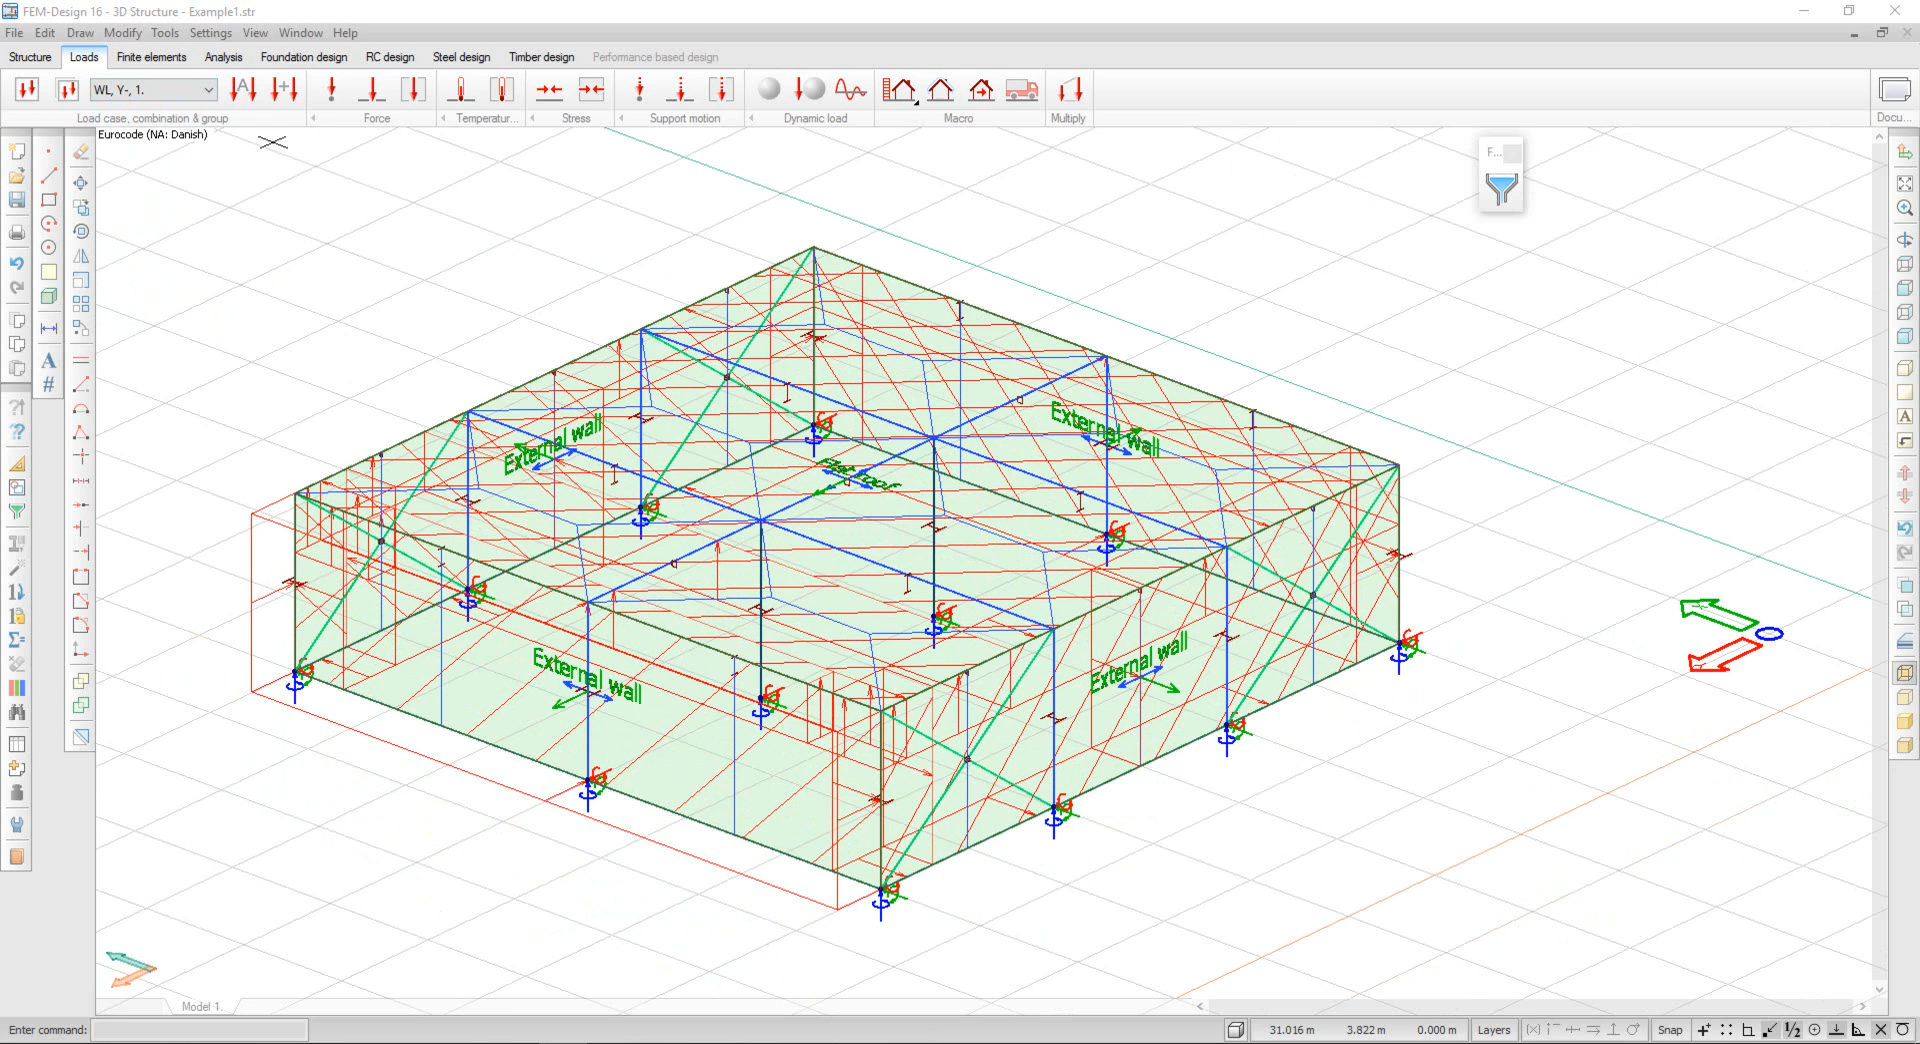 FEM-Design 16 - 3D Structure - Example1.str
File Edit Draw Modify Tools Settings View Window Help
Structure Loads Finite elements Analysis Foundation design RC design Steel design Timber design Performance based design
WL, Y-, 1.
Load case, combination & group Force Temperatur... Stress Support motion Dynamic load Macro Multiply Docu...
Eurocode (NA: Danish)
F...
External wall
External wall
External wall
External wall
Model 1.
Enter command: 31.016 m 3.822 m 0.000 m Layers Snap